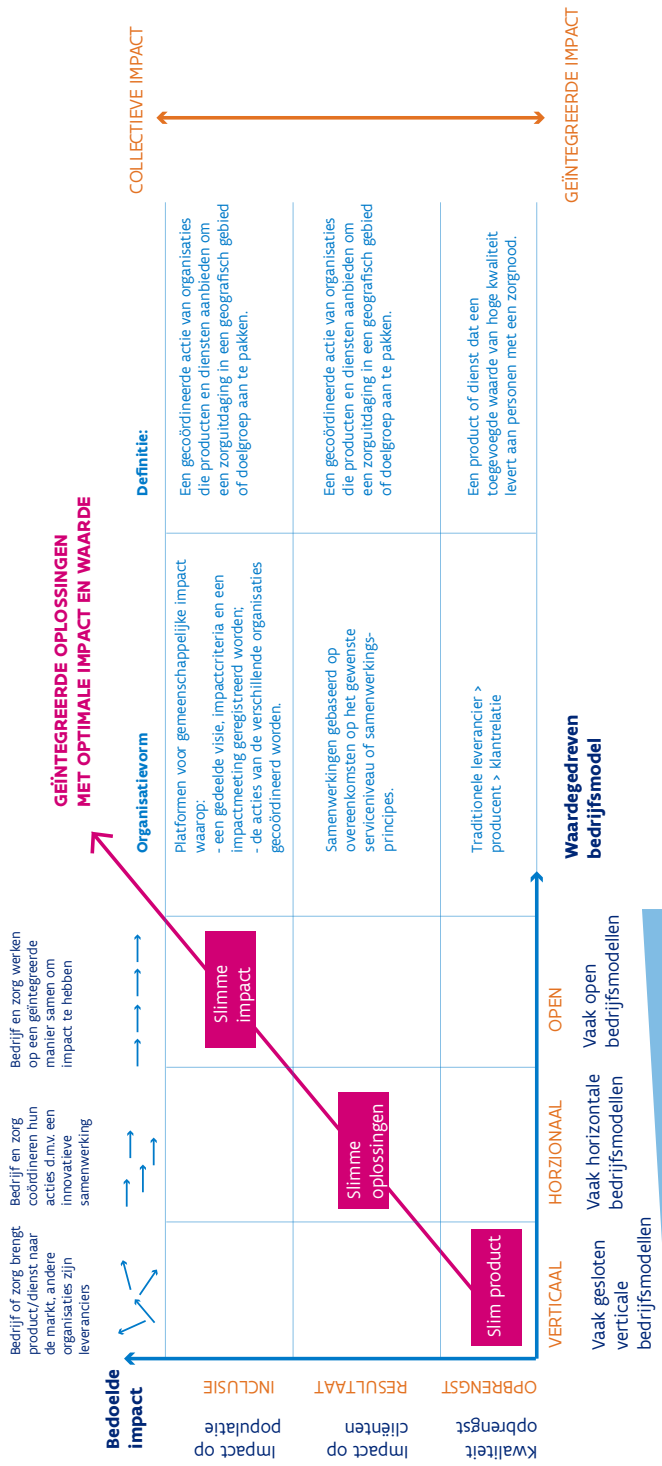 GEÏNTEGREERDE OPLOSSINGEN
MET OPTIMALE IMPACT EN WAARDE
Bedrijf of zorg brengt
product/dienst naar
de markt, andere
organisaties zijn
leveranciers
Bedrijf en zorg
coördineren hun
acties d.m.v. een
innovatieve
samenwerking
Bedrijf en zorg werken
op een geïntegreerde
manier samen om
impact te hebben
Bedoelde
impact
Organisatievorm
Definitie:
COLLECTIEVE IMPACT
Impact op
populatie
INCLUSIE
Slimme
impact
Platformen voor gemeenschappelijke impact
waarop:
- een gedeelde visie, impactcriteria en een
impactmeeting geregistreerd worden;
- de acties van de verschillende organisaties
gecoördineerd worden.
Een gecoördineerde actie van organisaties
die producten en diensten aanbieden om
een zorguitdaging in een geografisch gebied
of doelgroep aan te pakken.
Impact op
cliënten
RESULTAAT
Slimme
oplossingen
Samenwerkingen gebaseerd op
overeenkomsten op het gewenste
serviceniveau of samenwerkings-
principes.
Een gecoördineerde actie van organisaties
die producten en diensten aanbieden om
een zorguitdaging in een geografisch gebied
of doelgroep aan te pakken.
Kwaliteit
opbrengst
OPBRENGST
Slim product
Traditionele leverancier >
producent > klantrelatie
Een product of dienst dat een
toegevoegde waarde van hoge kwaliteit
levert aan personen met een zorgnood.
GEÏNTEGREERDE IMPACT
VERTICAAL
HORZIONAAL
OPEN
Waardegedreven
bedrijfsmodel
Vaak gesloten
verticale
bedrijfsmodellen
Vaak horizontale
bedrijfsmodellen
Vaak open
bedrijfsmodellen